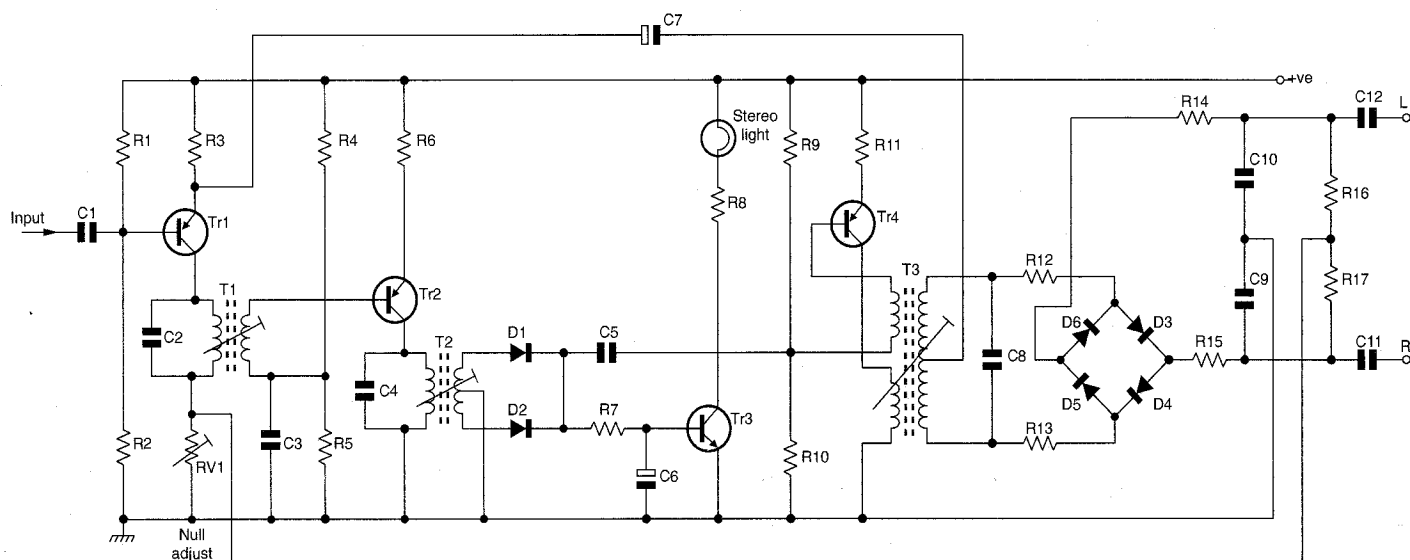 C7
+ve
R1
R3
R4
R6
Stereo
light
R9
R11
R14
C12
L
C10
R16
Input
C1
Tr1
R8
Tr4
T1
Tr2
T3
R12
C9
R17
C2
T2
D1
C5
D6
D3
C8
R15
C11
R
C4
D5
D4
D2
R7
Tr3
R13
R2
RV1
C3
R5
C6
R10
Null
adjust